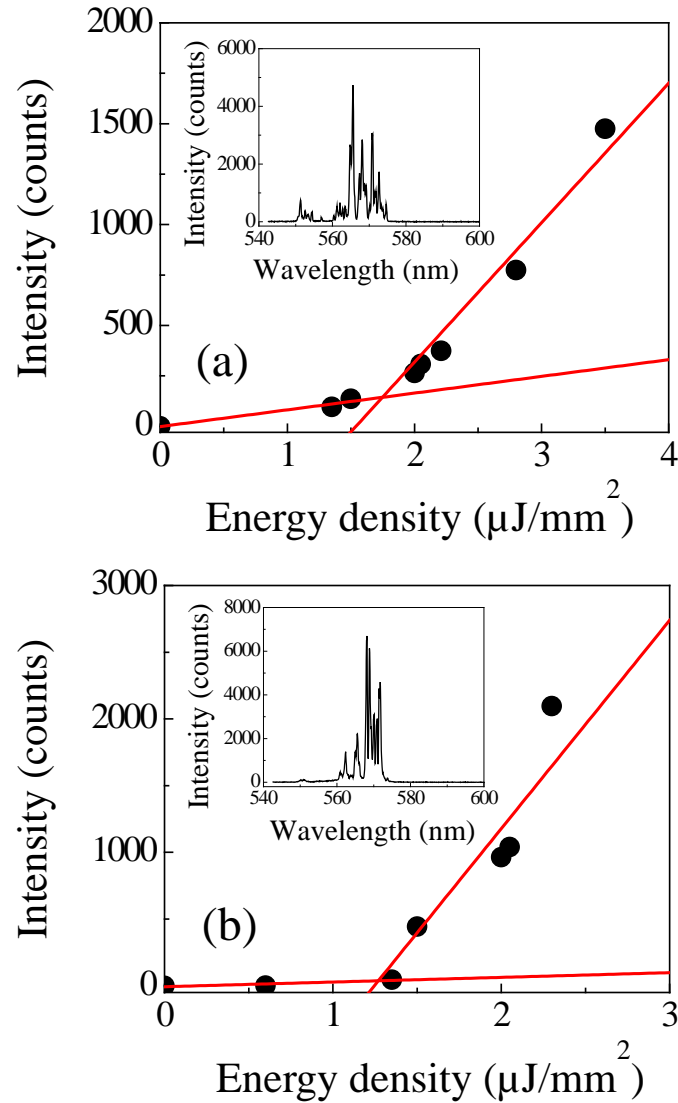 2000
1500
1000
500
0
Intensity (counts)
6000
4000
2000
0
Intensity (counts)
540 560 580 600
Wavelength (nm)
(a)
0 1 2 3 4
Energy density (µJ/mm²)
3000
2000
1000
0
Intensity (counts)
8000
6000
4000
2000
0
Intensity (counts)
540 560 580 600
Wavelength (nm)
(b)
0 1 2 3
Energy density (µJ/mm²)